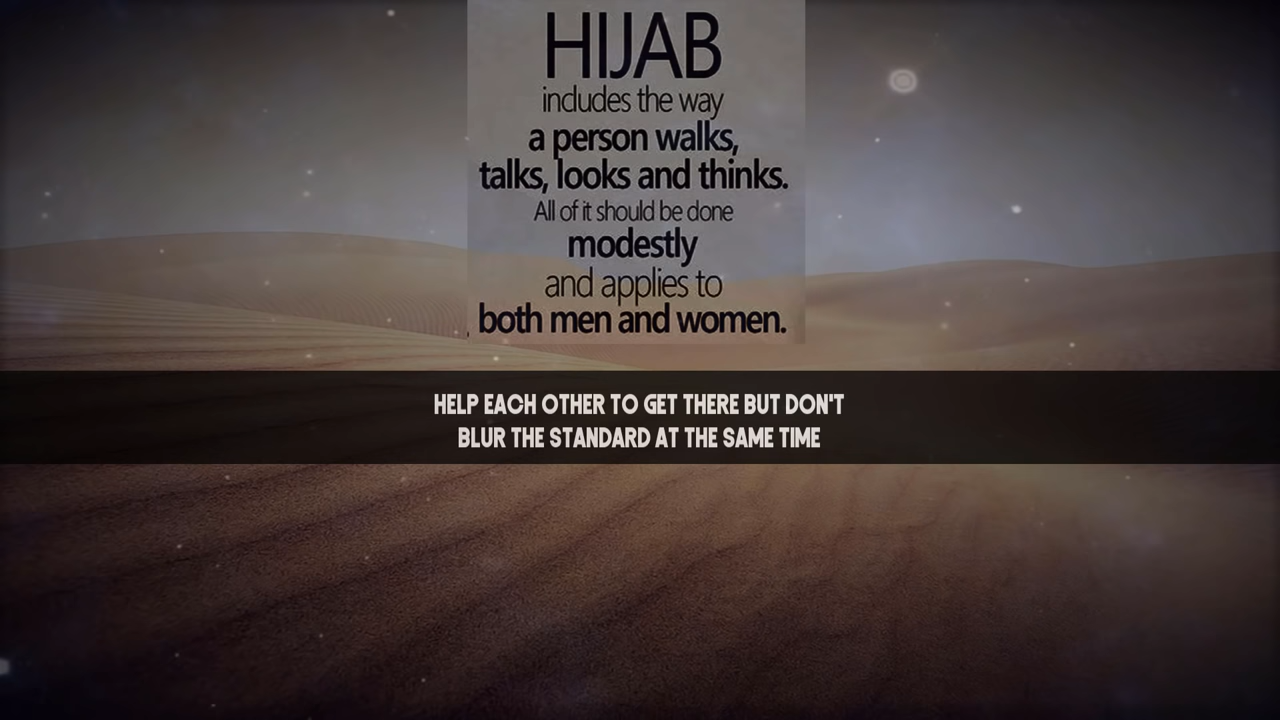 HIJAB
includes the way
a person walks,
talks, looks and thinks.
All of it should be done
modestly
and applies to
both men and women.
HELP EACH OTHER TO GET THERE BUT DON'T
BLUR THE STANDARD AT THE SAME TIME